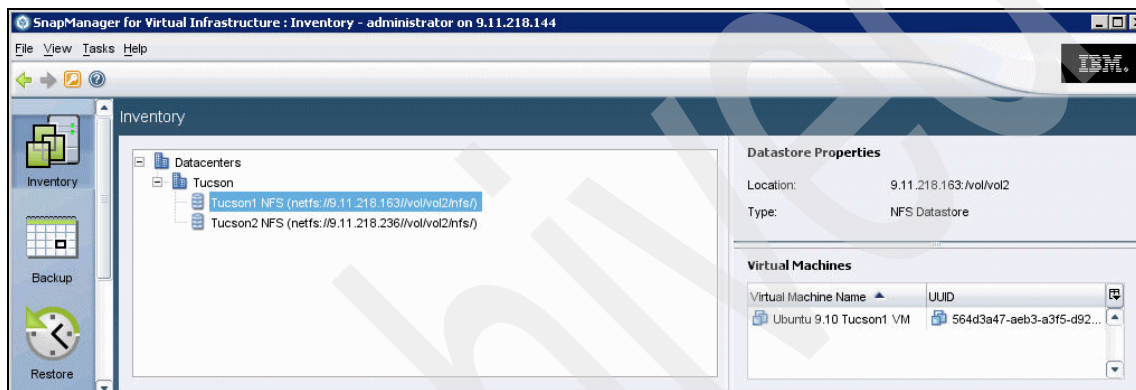 SnapManager for Virtual Infrastructure : Inventory - administrator on 9.11.218.144
File View Tasks Help
IBM.
Inventory
Inventory
Backup
Restore
Datacenters
Tucson
Tucson1 NFS (netfs://9.11.218.163//vol/vol2/nfs/)
Tucson2 NFS (netfs://9.11.218.236//vol/vol2/nfs/)
Datastore Properties
Location: 9.11.218.163:/vol/vol2
Type: NFS Datastore
Virtual Machines
Virtual Machine Name UUID
Ubuntu 9.10 Tucson1 VM 564d3a47-aeb3-a3f5-d92...